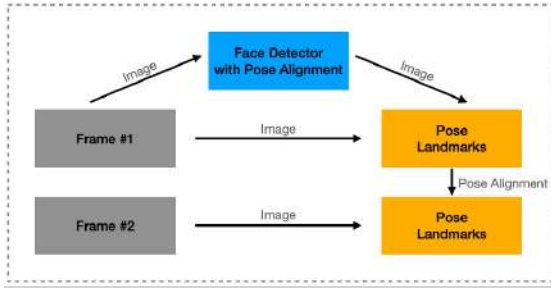 Face Detector
with Pose Alignment
Image
Image
Frame #1
Image
Pose
Landmarks
Pose Alignment
Frame #2
Image
Pose
Landmarks